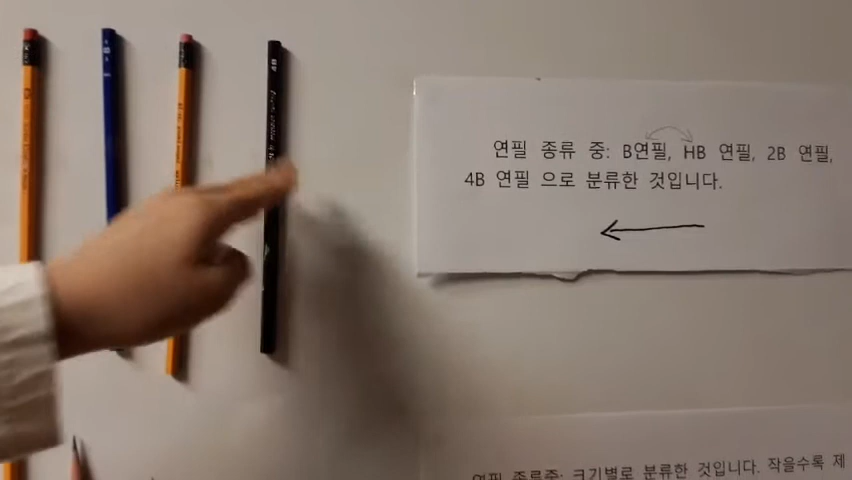 4B
연필 종류 중: B연필, HB 연필, 2B 연필,
4B 연필 으로 분류한 것입니다.
연필 종류중: 크기별로 분류한 것입니다. 작을수록 제